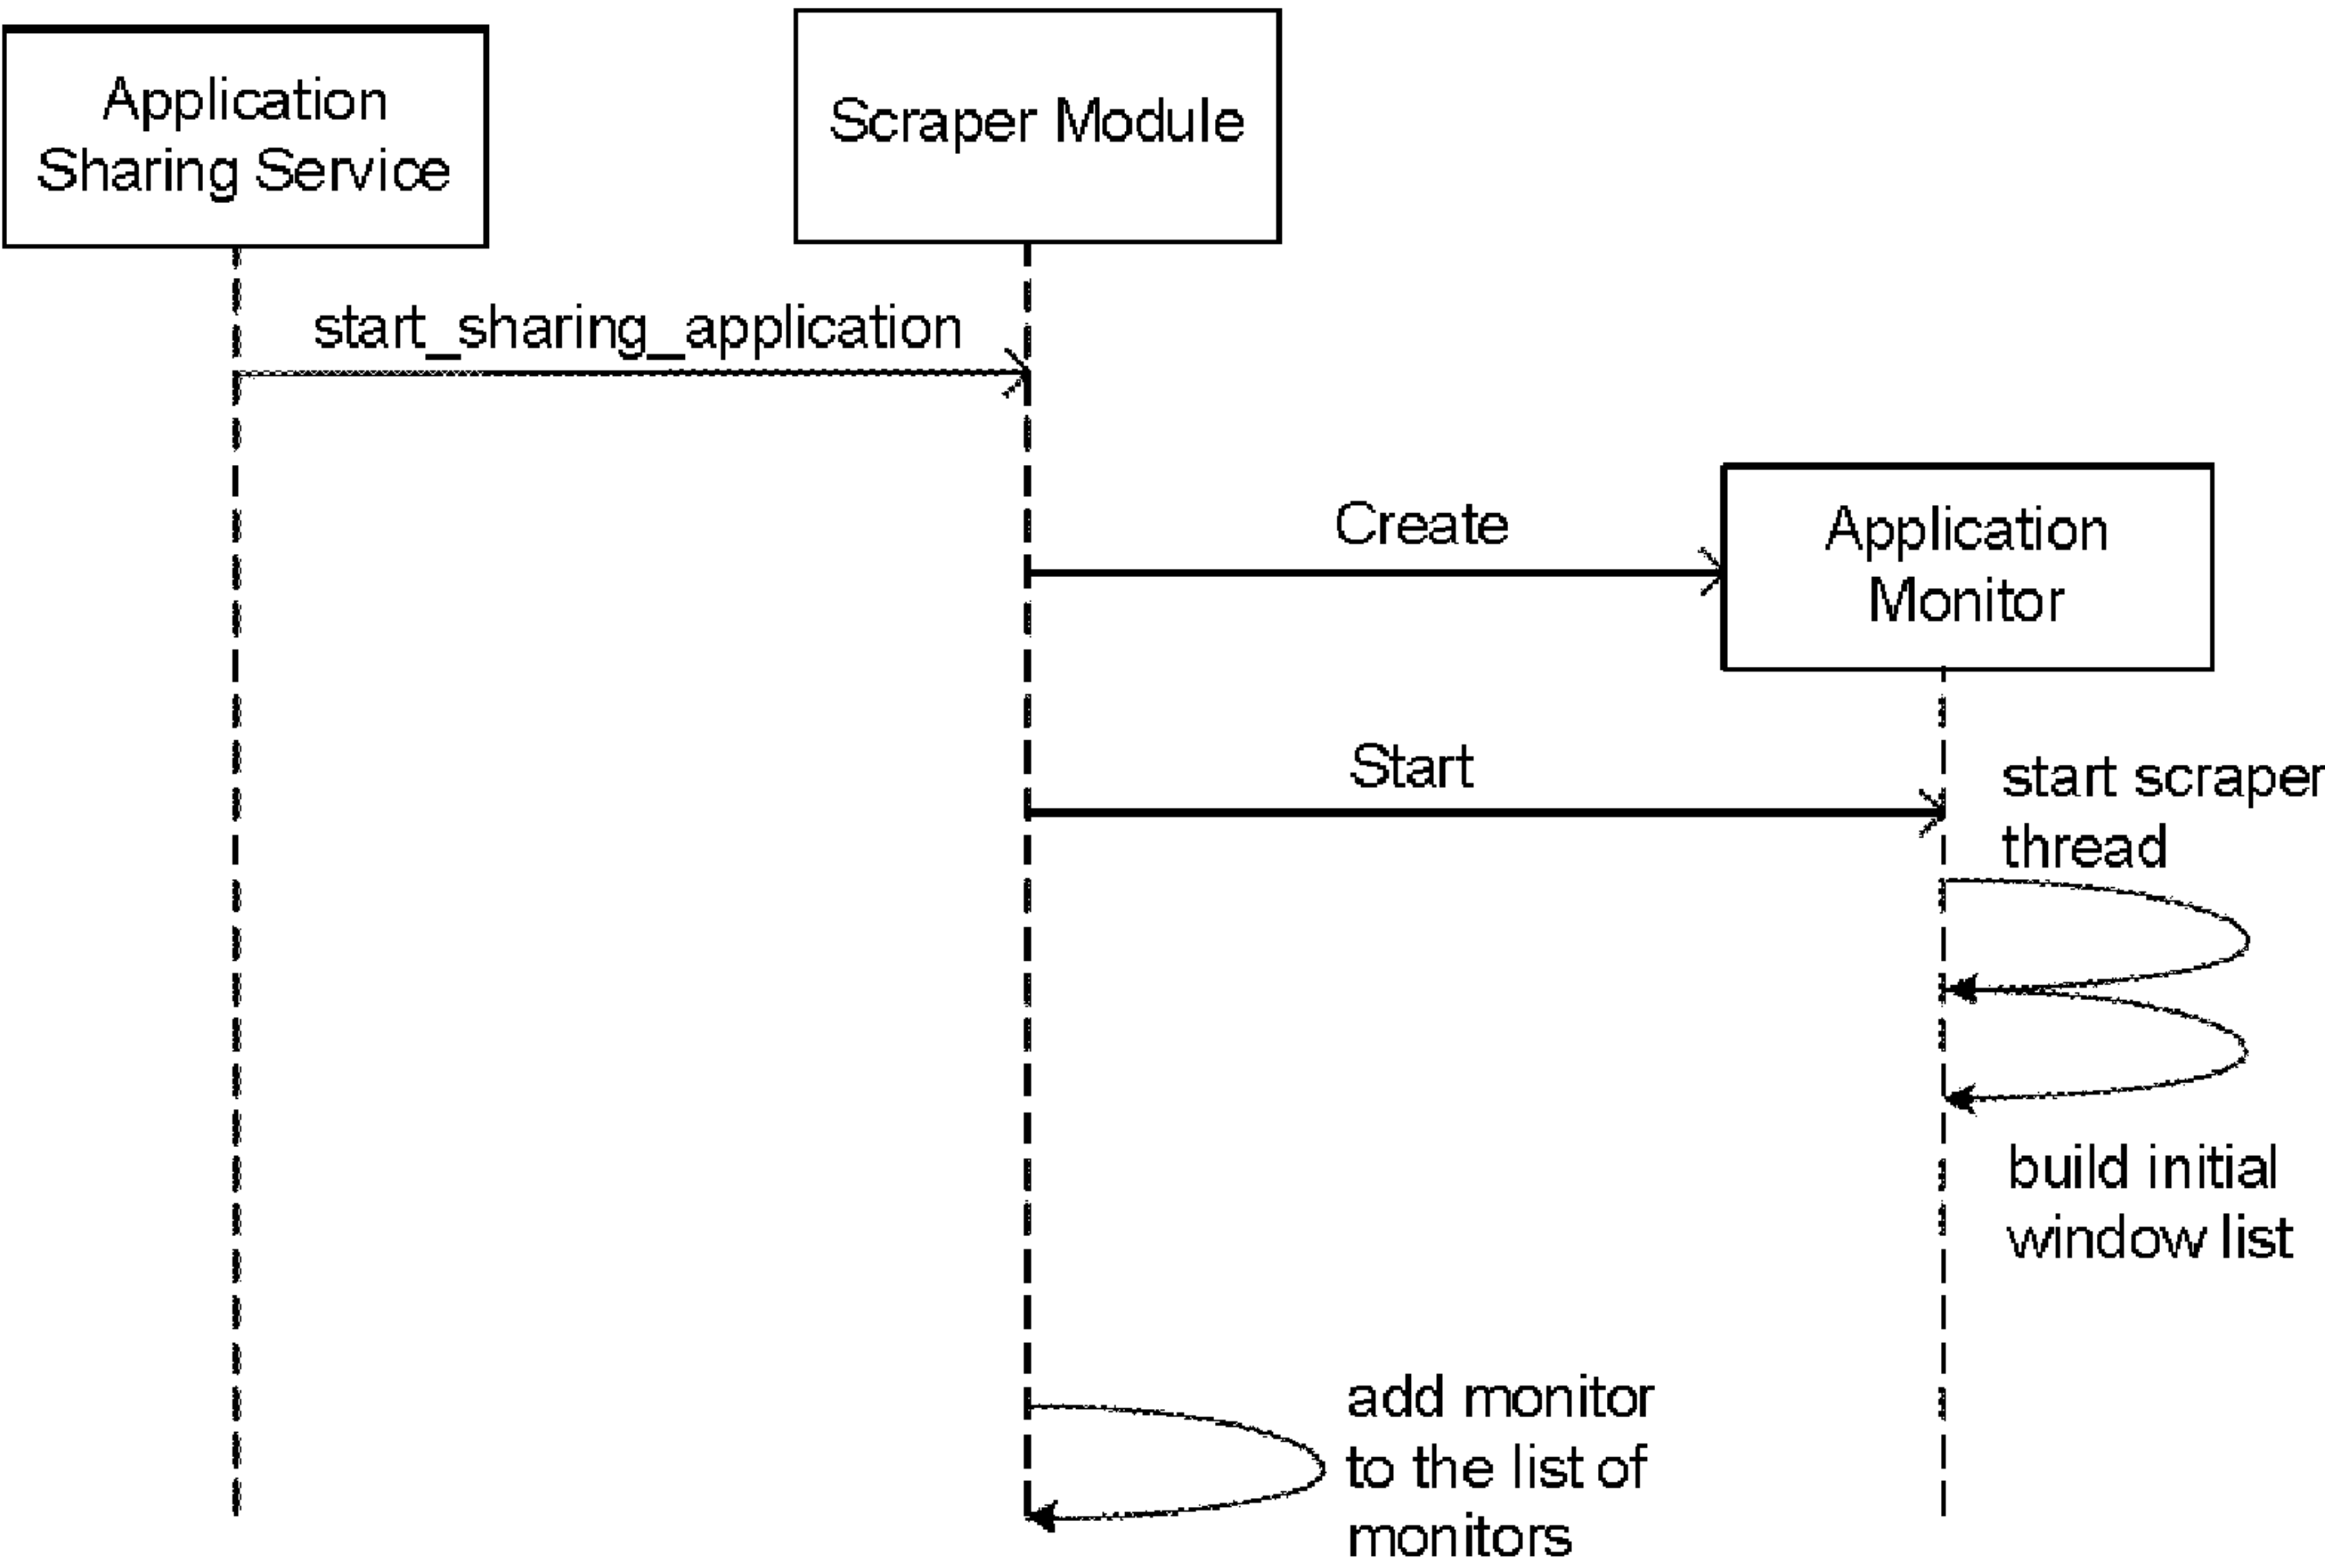 Application
Sharing Service
Scraper Module
start_sharing_application
Create
Application
Monitor
Start
start scraper
thread
build initial
window list
add monitor
to the list of
monitors